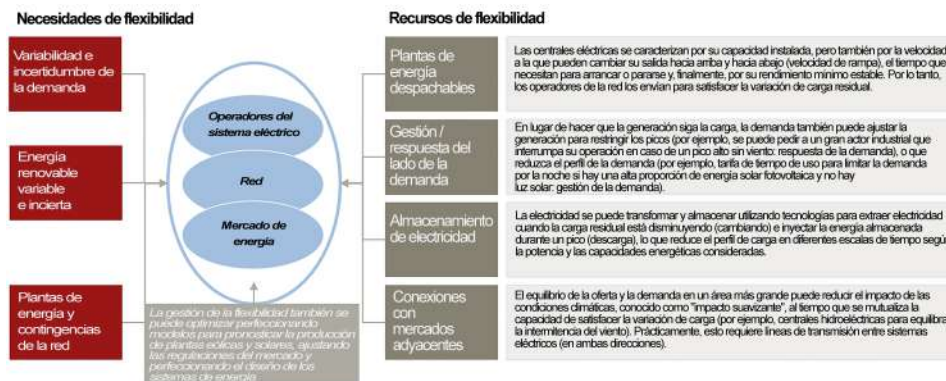 Necesidades de flexibilidad
Variabilidad e
incertidumbre de
la demanda
Energía
renovable
variable
e incierta
Plantas de
energía y
contingencias
de la red
Operadores del
sistema eléctrico
Red
Mercado de
energía
La gestión de la flexibilidad también se
puede optimizar perfeccionando
modelos para pronosticar la producción
de plantas eólicas y solares, ajustando
las regulaciones del mercado y
perfeccionando el diseño de los
sistemas de energía
Recursos de flexibilidad
Plantas de
energía
despachables
Las centrales eléctricas se caracterizan por su capacidad instalada, pero también por la velocidad
a la que pueden cambiar su salida hacia arriba y hacia abajo (velocidad de rampa), el tiempo que
necesitan para arrancar o pararse y, finalmente, por su rendimiento mínimo estable. Por lo tanto,
los operadores de la red los envían para satisfacer la variación de carga residual.
Gestión /
respuesta del
lado de la
demanda
En lugar de hacer que la generación siga la carga, la demanda también puede ajustar la
generación para restringir los picos (por ejemplo, se puede pedir a un gran actor industrial que
interrumpa su operación en caso de un pico alto sin viento: respuesta de la demanda), o que
reduzca el perfil de la demanda (por ejemplo, tarifa de tiempo de uso para limitar la demanda
por la noche si hay una alta proporción de energía solar fotovoltaica y no hay
luz solar: gestión de la demanda).
Almacenamiento
de electricidad
La electricidad se puede transformar y almacenar utilizando tecnologías para extraer electricidad
cuando la carga residual está disminuyendo (cambiando) e inyectar la energía almacenada
durante un pico (descarga), lo que reduce el perfil de carga en diferentes escalas de tiempo según
la potencia y las capacidades energéticas consideradas.
Conexiones
con
mercados
adyacentes
El equilibrio de la oferta y la demanda en un área más grande puede reducir el impacto de las
condiciones climáticas, conocido como "impacto suavizante", al tiempo que se mutualiza la
capacidad de satisfacer la variación de carga (por ejemplo, centrales hidroeléctricas para equilibrar
la intermitencia del viento). Prácticamente, esto requiere líneas de transmisión entre sistemas
eléctricos (en ambas direcciones).